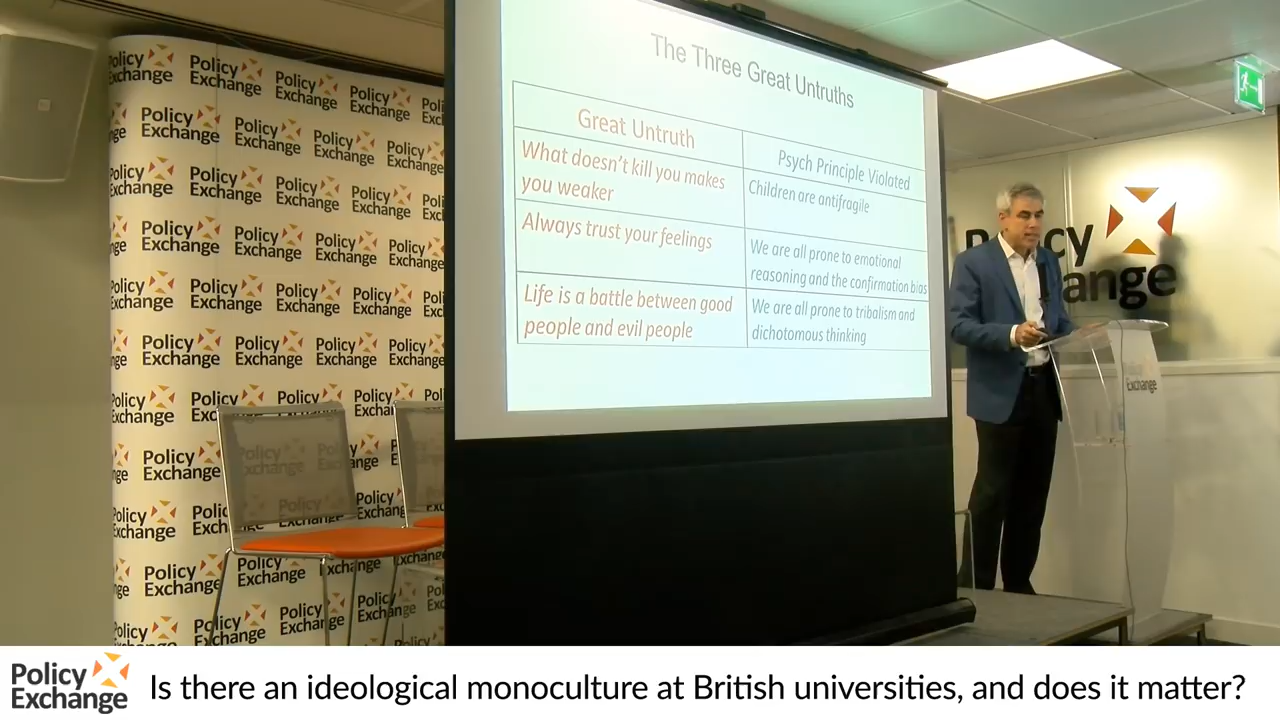 The Three Great Untruths
Great Untruth
Psych Principle Violated
What doesn't kill you makes
you weaker
Children are antifragile
Always trust your feelings
We are all prone to emotional
reasoning and the confirmation bias
Life is a battle between good
people and evil people
We are all prone to tribalism and
dichotomous thinking
Policy
Exchange
Policy
Exchange
Policy
Exchange
Policy
Exchange
Is there an ideological monoculture at British universities, and does it matter?